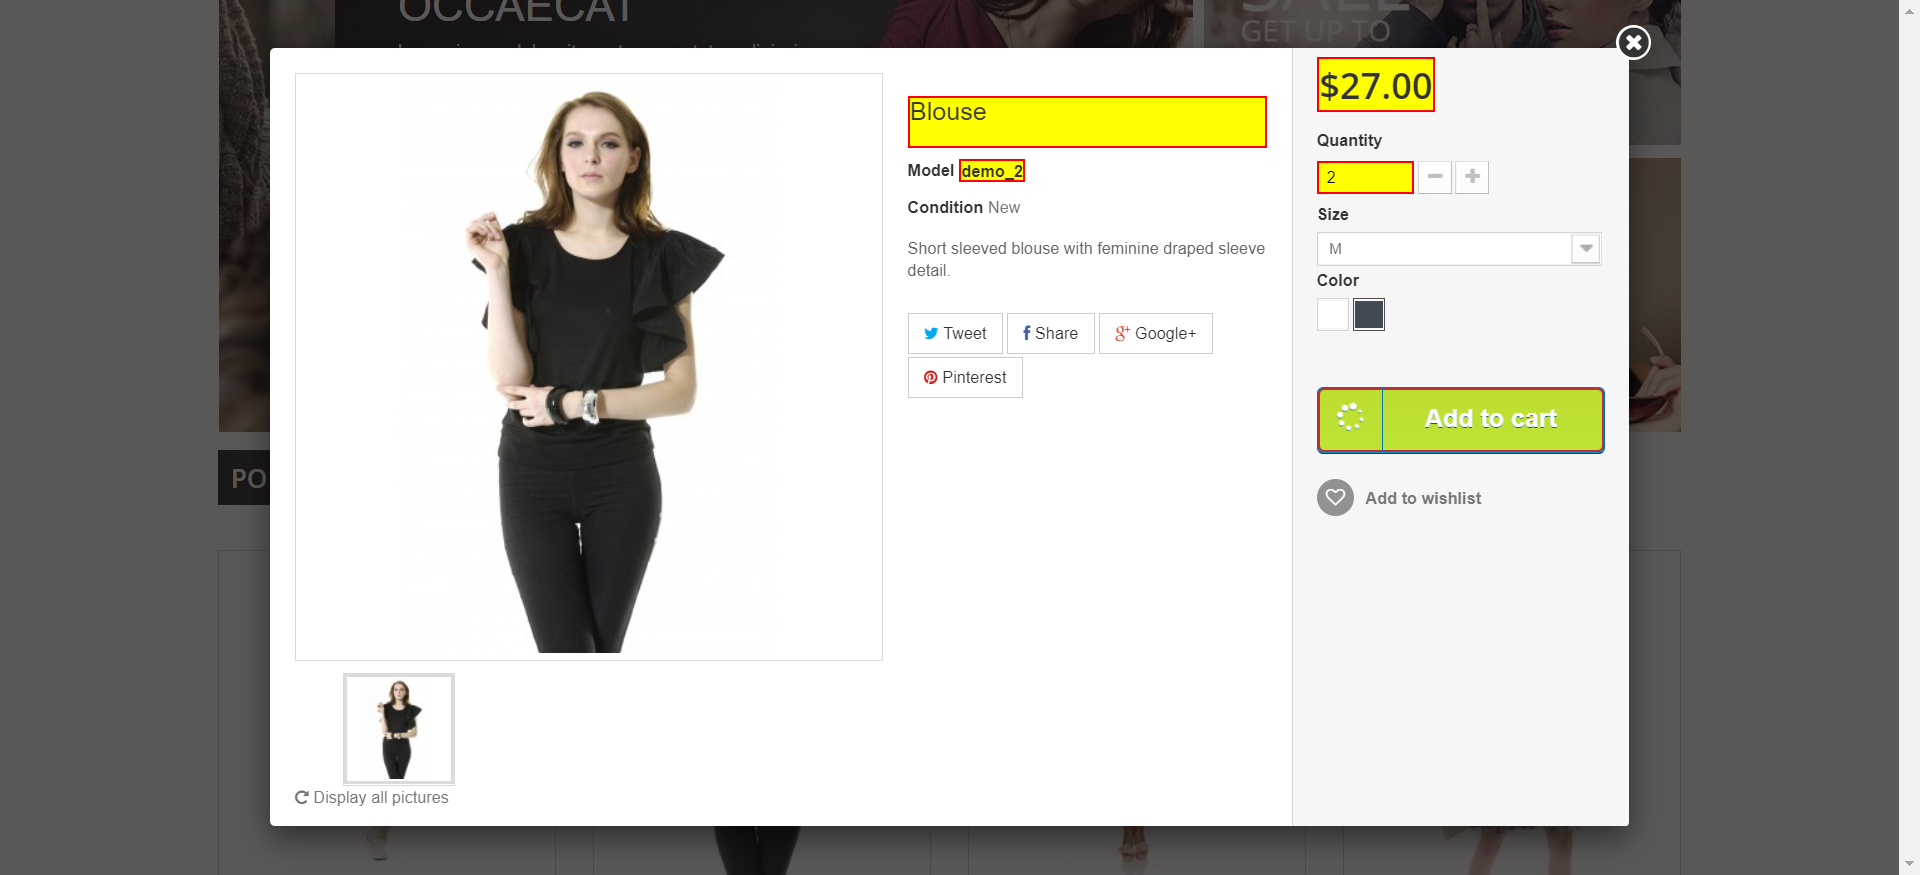 OCCAECAT
GET UP TO
$27.00
Blouse
Quantity
Model demo_2
2
Condition New
Size
Short sleeved blouse with feminine draped sleeve
detail.
M
Color
Tweet
Share
Google+
Pinterest
Add to cart
PO
Add to wishlist
Display all pictures